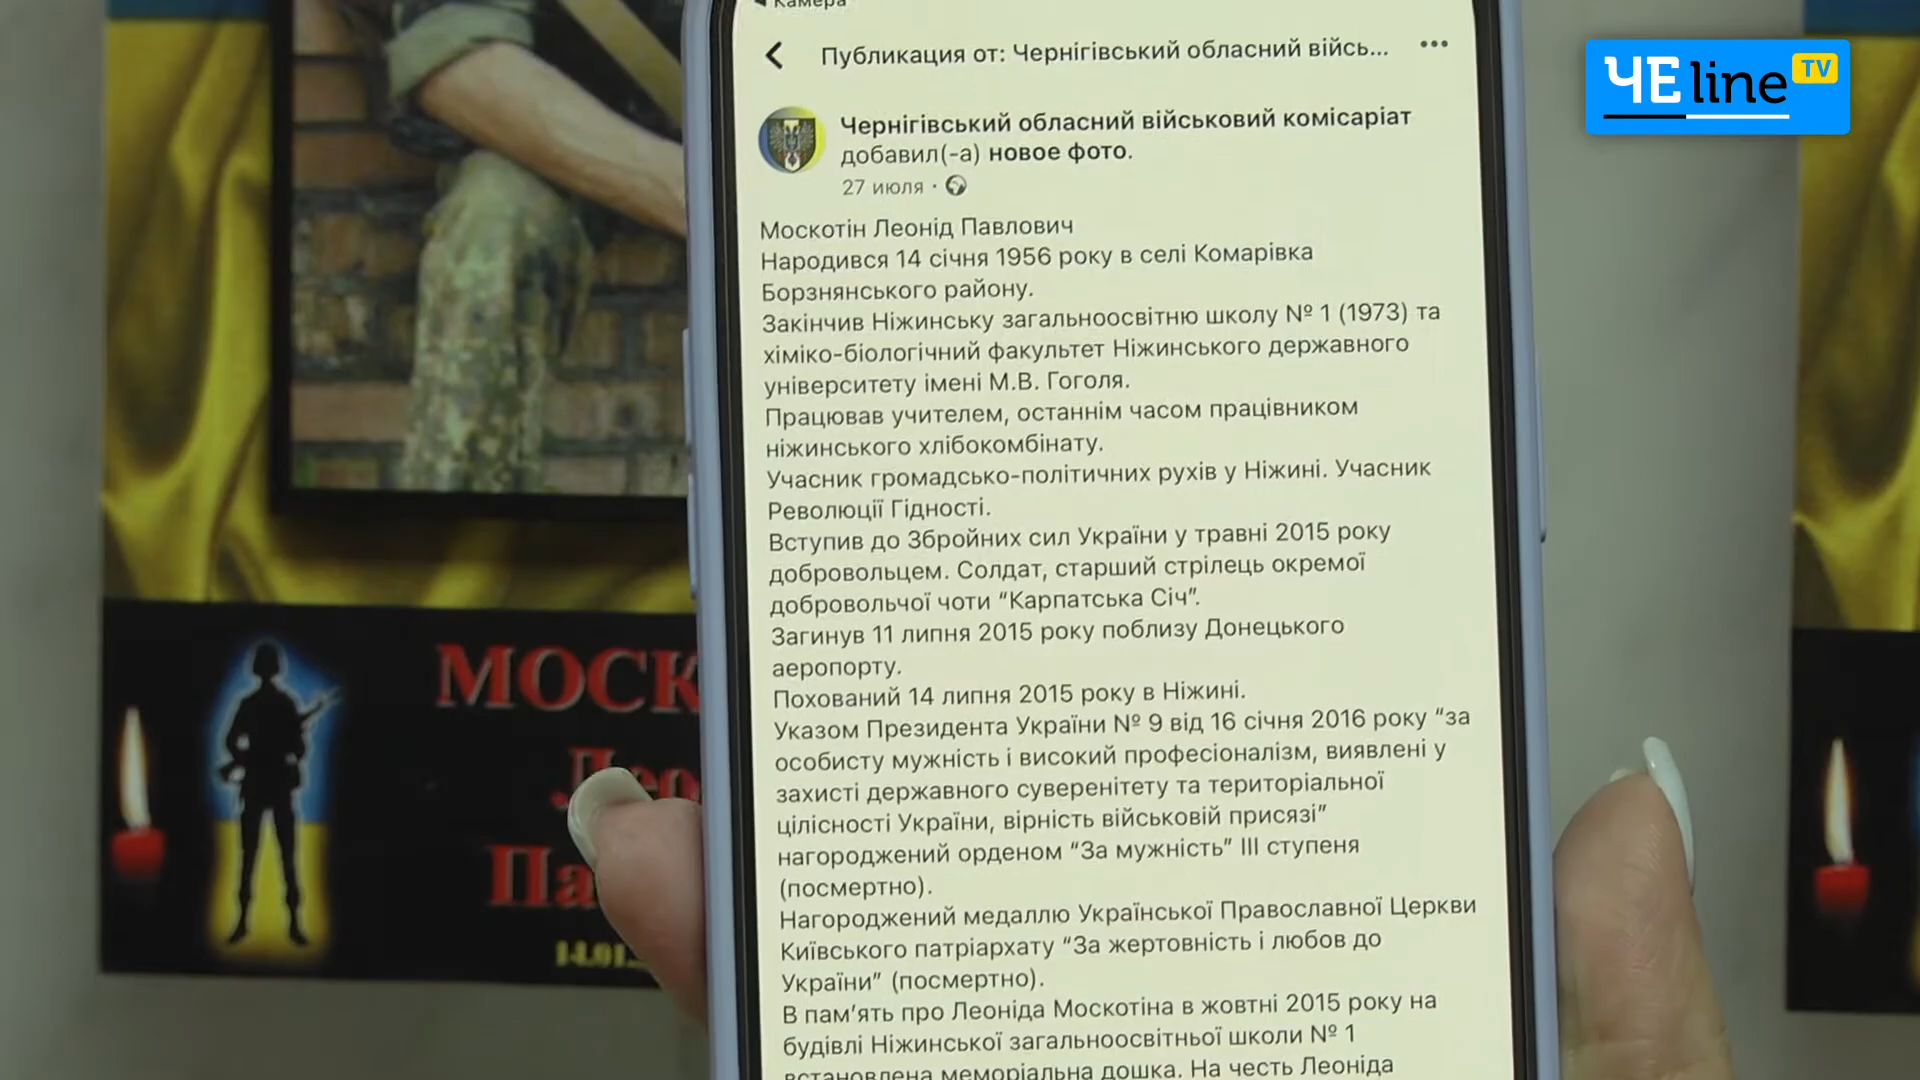 Камера
Публикация от: Чернігівський обласний війсь...
ЧЕline TV
Чернігівський обласний військовий комісаріат
добавил(-а) новое фото.
27 июля ·
Москотін Леонід Павлович
Народився 14 січня 1956 року в селі Комарівка
Борзнянського району.
Закінчив Ніжинську загальноосвітню школу № 1 (1973) та
хіміко-біологічний факультет Ніжинського державного
університету імені М.В. Гоголя.
Працював учителем, останнім часом працівником
ніжинського хлібокомбінату.
Учасник громадсько-політичних рухів у Ніжині. Учасник
Революції Гідності.
Вступив до Збройних сил України у травні 2015 року
добровольцем. Солдат, старший стрілець окремої
добровольчої чоти “Карпатська Січ”.
Загинув 11 липня 2015 року поблизу Донецького
аеропорту.
Похований 14 липня 2015 року в Ніжині.
Указом Президента України № 9 від 16 січня 2016 року “за
особисту мужність і високий професіоналізм, виявлені у
захисті державного суверенітету та територіальної
цілісності України, вірність військовій присязі”
нагороджений орденом “За мужність” III ступеня
(посмертно).
Нагороджений медаллю Української Православної Церкви
Київського патріархату “За жертовність і любов до
України” (посмертно).
В пам’ять про Леоніда Москотіна в жовтні 2015 року на
будівлі Ніжинської загальноосвітньої школи № 1
встановлена меморіальна дошка. На честь Леоніда
МОСК
Лео
Па
14.01